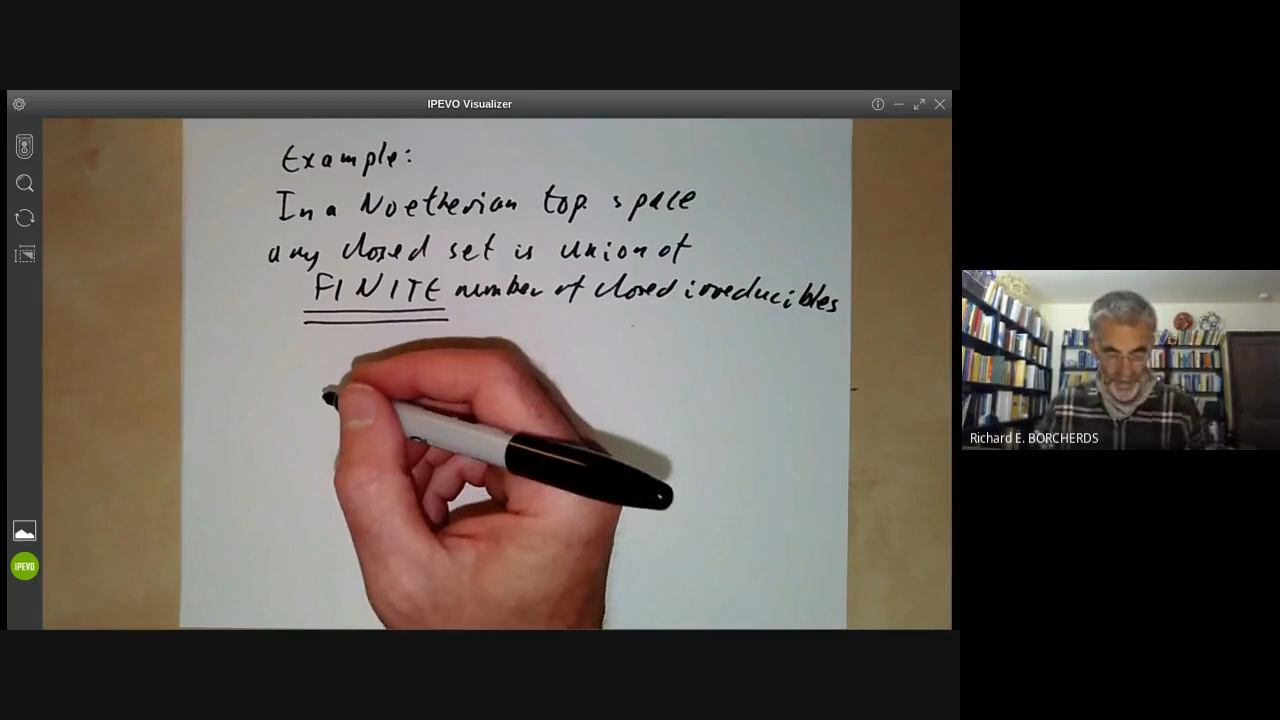 IPEVO Visualizer
Example:
In a Noetherian top space
any closed set is union of
FINITE number of closed irreducibles
IPEVO
Richard E. BORCHERDS